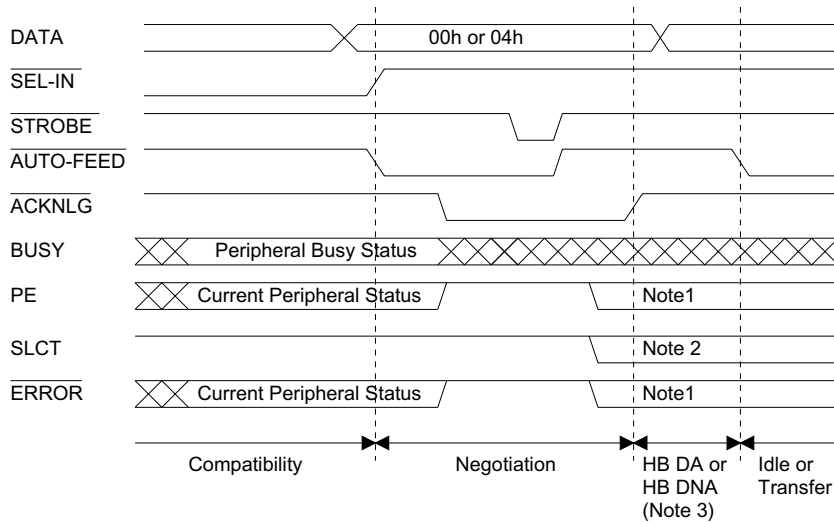 DATA 00h or 04h
SEL-IN
STROBE
AUTO-FEED
ACKNLG
BUSY Peripheral Busy Status
PE Current Peripheral Status Note1
SLCT Note 2
ERROR Current Peripheral Status Note1
Compatibility Negotiation HB DA or Idle or
HB DNA Transfer
(Note 3)